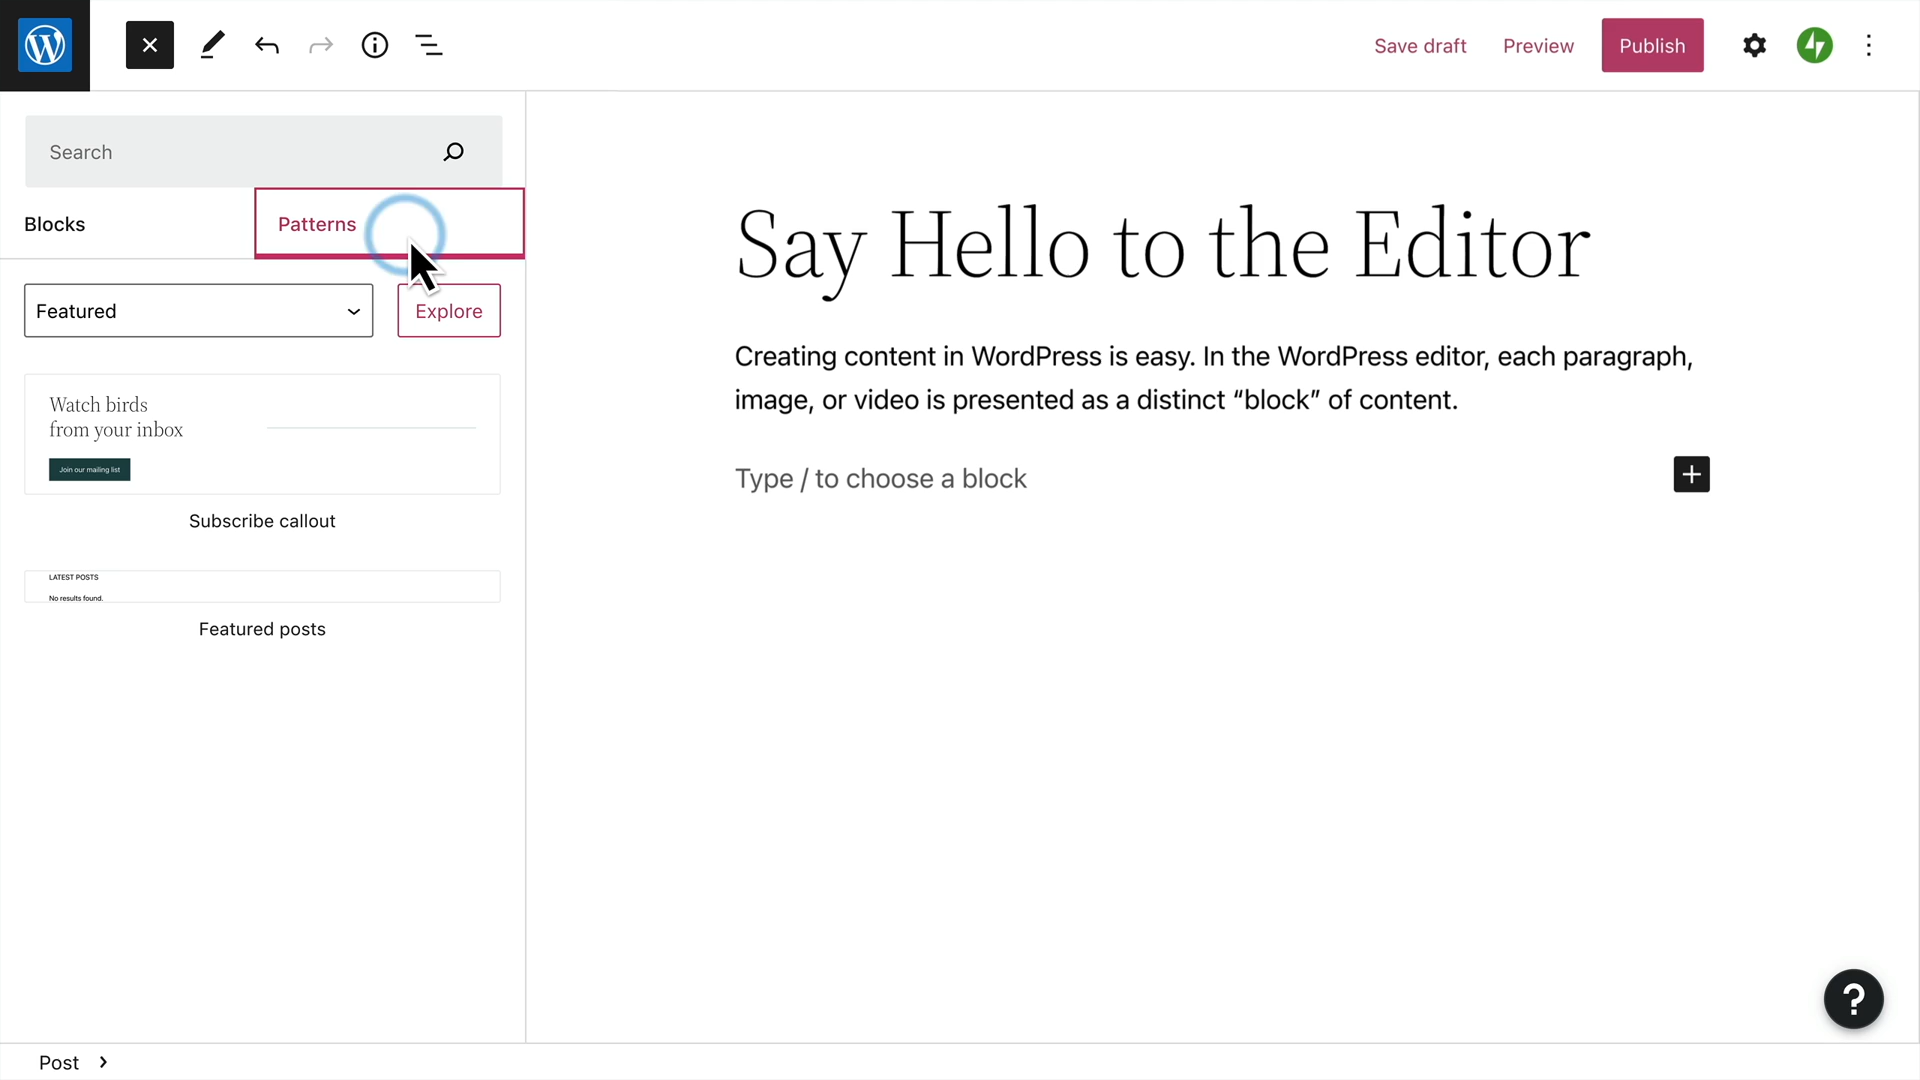 Save draft
Preview
Publish
Search
Blocks
Patterns
Featured
Explore
Watch birds
from your inbox
Join our mailing list
Subscribe callout
LATEST POSTS
No results found.
Featured posts
Say Hello to the Editor
Creating content in WordPress is easy. In the WordPress editor, each paragraph,
image, or video is presented as a distinct “block” of content.
Type / to choose a block
Post